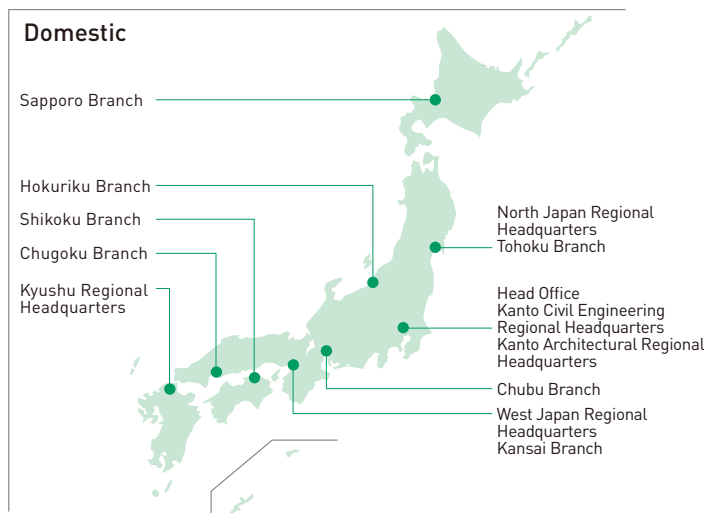 Domestic
Sapporo Branch
Hokuriku Branch
Shikoku Branch
Chugoku Branch
Kyushu Regional
Headquarters
North Japan Regional
Headquarters
Tohoku Branch
Head Office
Kanto Civil Engineering
Regional Headquarters
Kanto Architectural Regional
Headquarters
Chubu Branch
West Japan Regional
Headquarters
Kansai Branch